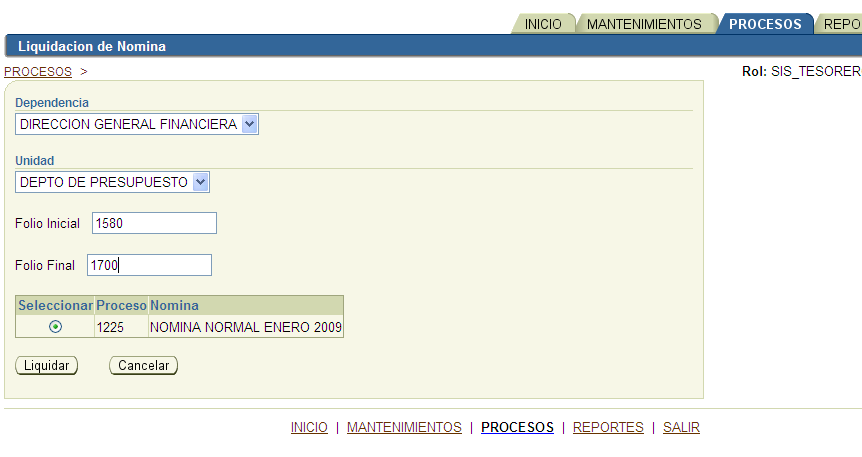 INICIO MANTENIMIENTOS PROCESOS REPO
Liquidacion de Nomina
PROCESOS >
Rol: SIS_TESORER
Dependencia
DIRECCION GENERAL FINANCIERA
Unidad
DEPTO DE PRESUPUESTO
Folio Inicial 1580
Folio Final 1700
Seleccionar Proceso Nomina
1225 NOMINA NORMAL ENERO 2009
Liquidar Cancelar
INICIO | MANTENIMIENTOS | PROCESOS | REPORTES | SALIR